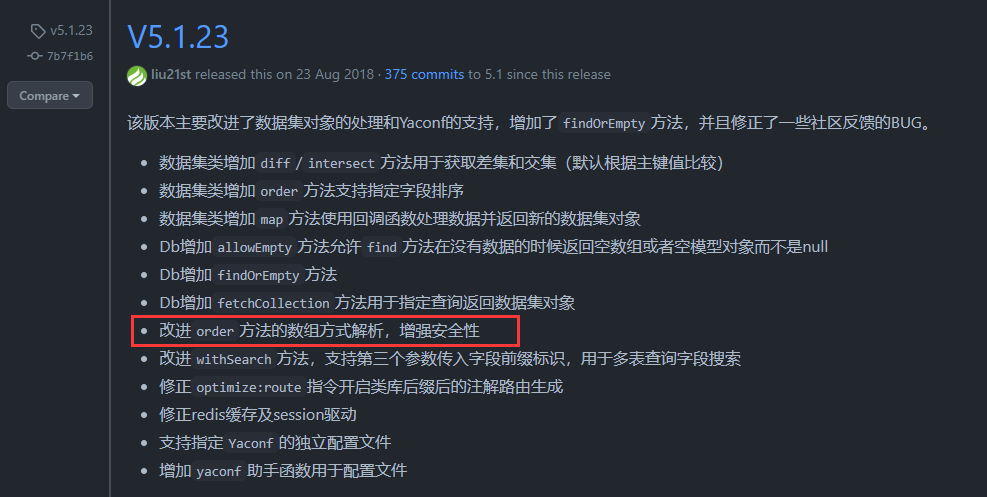 v5.1.23
7b7f1b6
Compare
V5.1.23
liu21st released this on 23 Aug 2018 · 375 commits to 5.1 since this release
该版本主要改进了数据集对象的处理和Yaconf的支持，增加了 findOrEmpty 方法，并且修正了一些社区反馈的BUG。
数据集类增加 diff / intersect 方法用于获取差集和交集（默认根据主键值比较）
数据集类增加 order 方法支持指定字段排序
数据集类增加 map 方法使用回调函数处理数据并返回新的数据集对象
Db增加 allowEmpty 方法允许 find 方法在没有数据的时候返回空数组或者空模型对象而不是null
Db增加 findOrEmpty 方法
Db增加 fetchCollection 方法用于指定查询返回数据集对象
改进 order 方法的数组方式解析，增强安全性
改进 withSearch 方法，支持第三个参数传入字段前缀标识，用于多表查询字段搜索
修正 optimize:route 指令开启类库后缀后的注解路由生成
修正redis缓存及session驱动
支持指定 Yaconf 的独立配置文件
增加 yaconf 助手函数用于配置文件